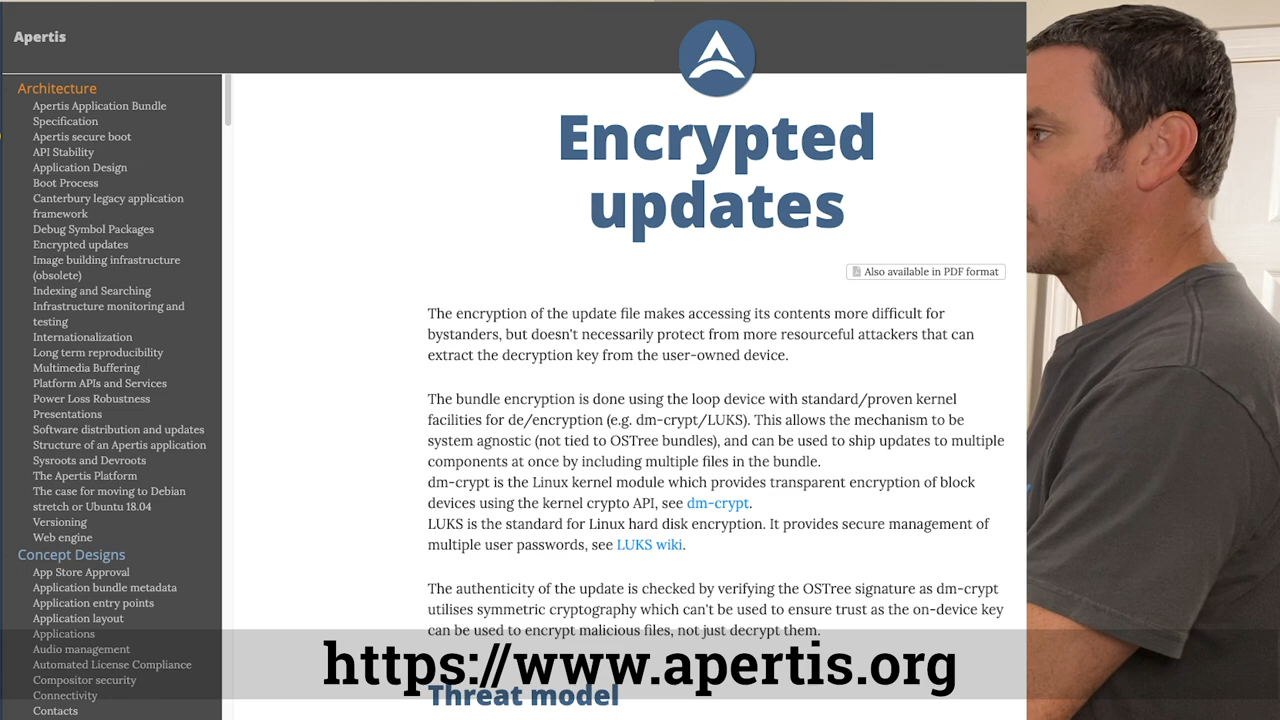 Apertis
Architecture
Apertis Application Bundle
Specification
Apertis secure boot
API Stability
Application Design
Boot Process
Canterbury legacy application
framework
Debug Symbol Packages
Encrypted updates
Image building infrastructure
(obsolete)
Indexing and Searching
Infrastructure monitoring and
testing
Internationalization
Long term reproducibility
Multimedia Buffering
Platform APIs and Services
Power Loss Robustness
Presentations
Software distribution and updates
Structure of an Apertis application
Sysroots and Devroots
The Apertis Platform
The case for moving to Debian
stretch or Ubuntu 18.04
Versioning
Web engine
Concept Designs
App Store Approval
Application bundle metadata
Application entry points
Application layout
Applications
Audio management
Automated License Compliance
Compositor security
Connectivity
Contacts
Encrypted
updates
Also available in PDF format
The encryption of the update file makes accessing its contents more difficult for
bystanders, but doesn't necessarily protect from more resourceful attackers that can
extract the decryption key from the user-owned device.
The bundle encryption is done using the loop device with standard/proven kernel
facilities for de/encryption (e.g. dm-crypt/LUKS). This allows the mechanism to be
system agnostic (not tied to OSTree bundles), and can be used to ship updates to multiple
components at once by including multiple files in the bundle.
dm-crypt is the Linux kernel module which provides transparent encryption of block
devices using the kernel crypto API, see dm-crypt.
LUKS is the standard for Linux hard disk encryption. It provides secure management of
multiple user passwords, see LUKS wiki.
The authenticity of the update is checked by verifying the OSTree signature as dm-crypt
utilises symmetric cryptography which can't be used to ensure trust as the on-device key
can be used to encrypt malicious files, not just decrypt them.
https://www.apertis.org
Threat model